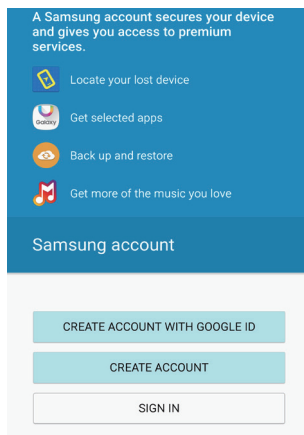 A Samsung account secures your device
and gives you access to premium
services.
Locate your lost device
Galaxy
Get selected apps
Back up and restore
Get more of the music you love
Samsung account
CREATE ACCOUNT WITH GOOGLE ID
CREATE ACCOUNT
SIGN IN